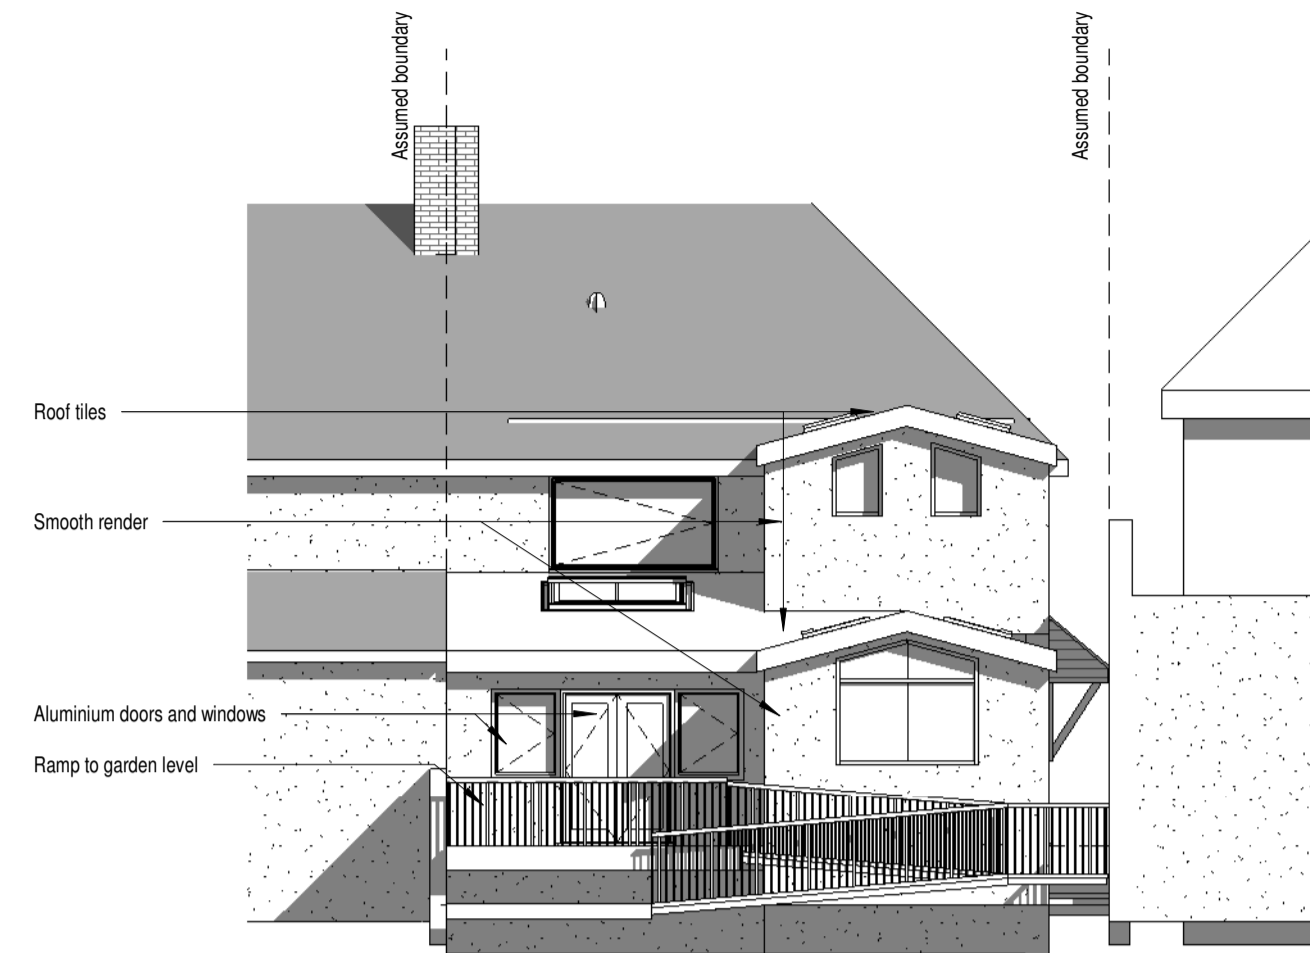 Assumed boundary
Assumed boundary
Roof tiles
Smooth render
Aluminium doors and windows
Ramp to garden level